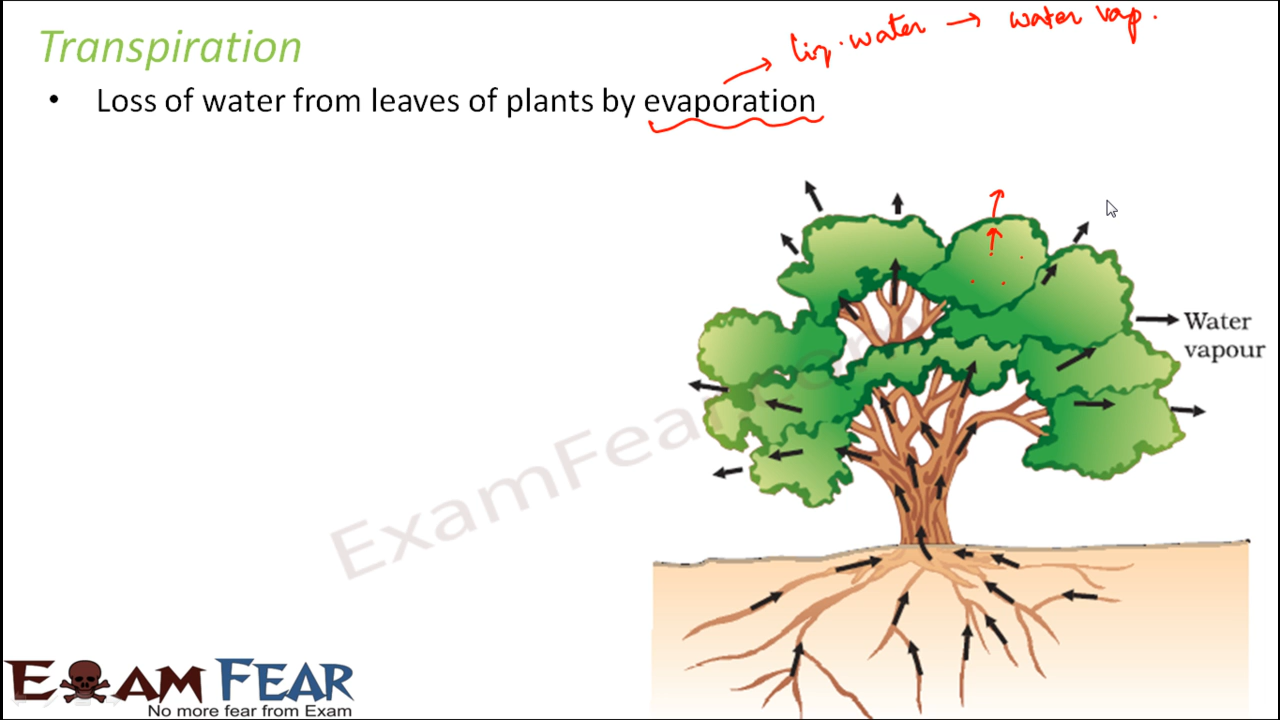 Transpiration
liq. water → water vap.
• Loss of water from leaves of plants by evaporation
Water
vapour
ExamFear.com
EXAM FEAR
No more fear from Exam